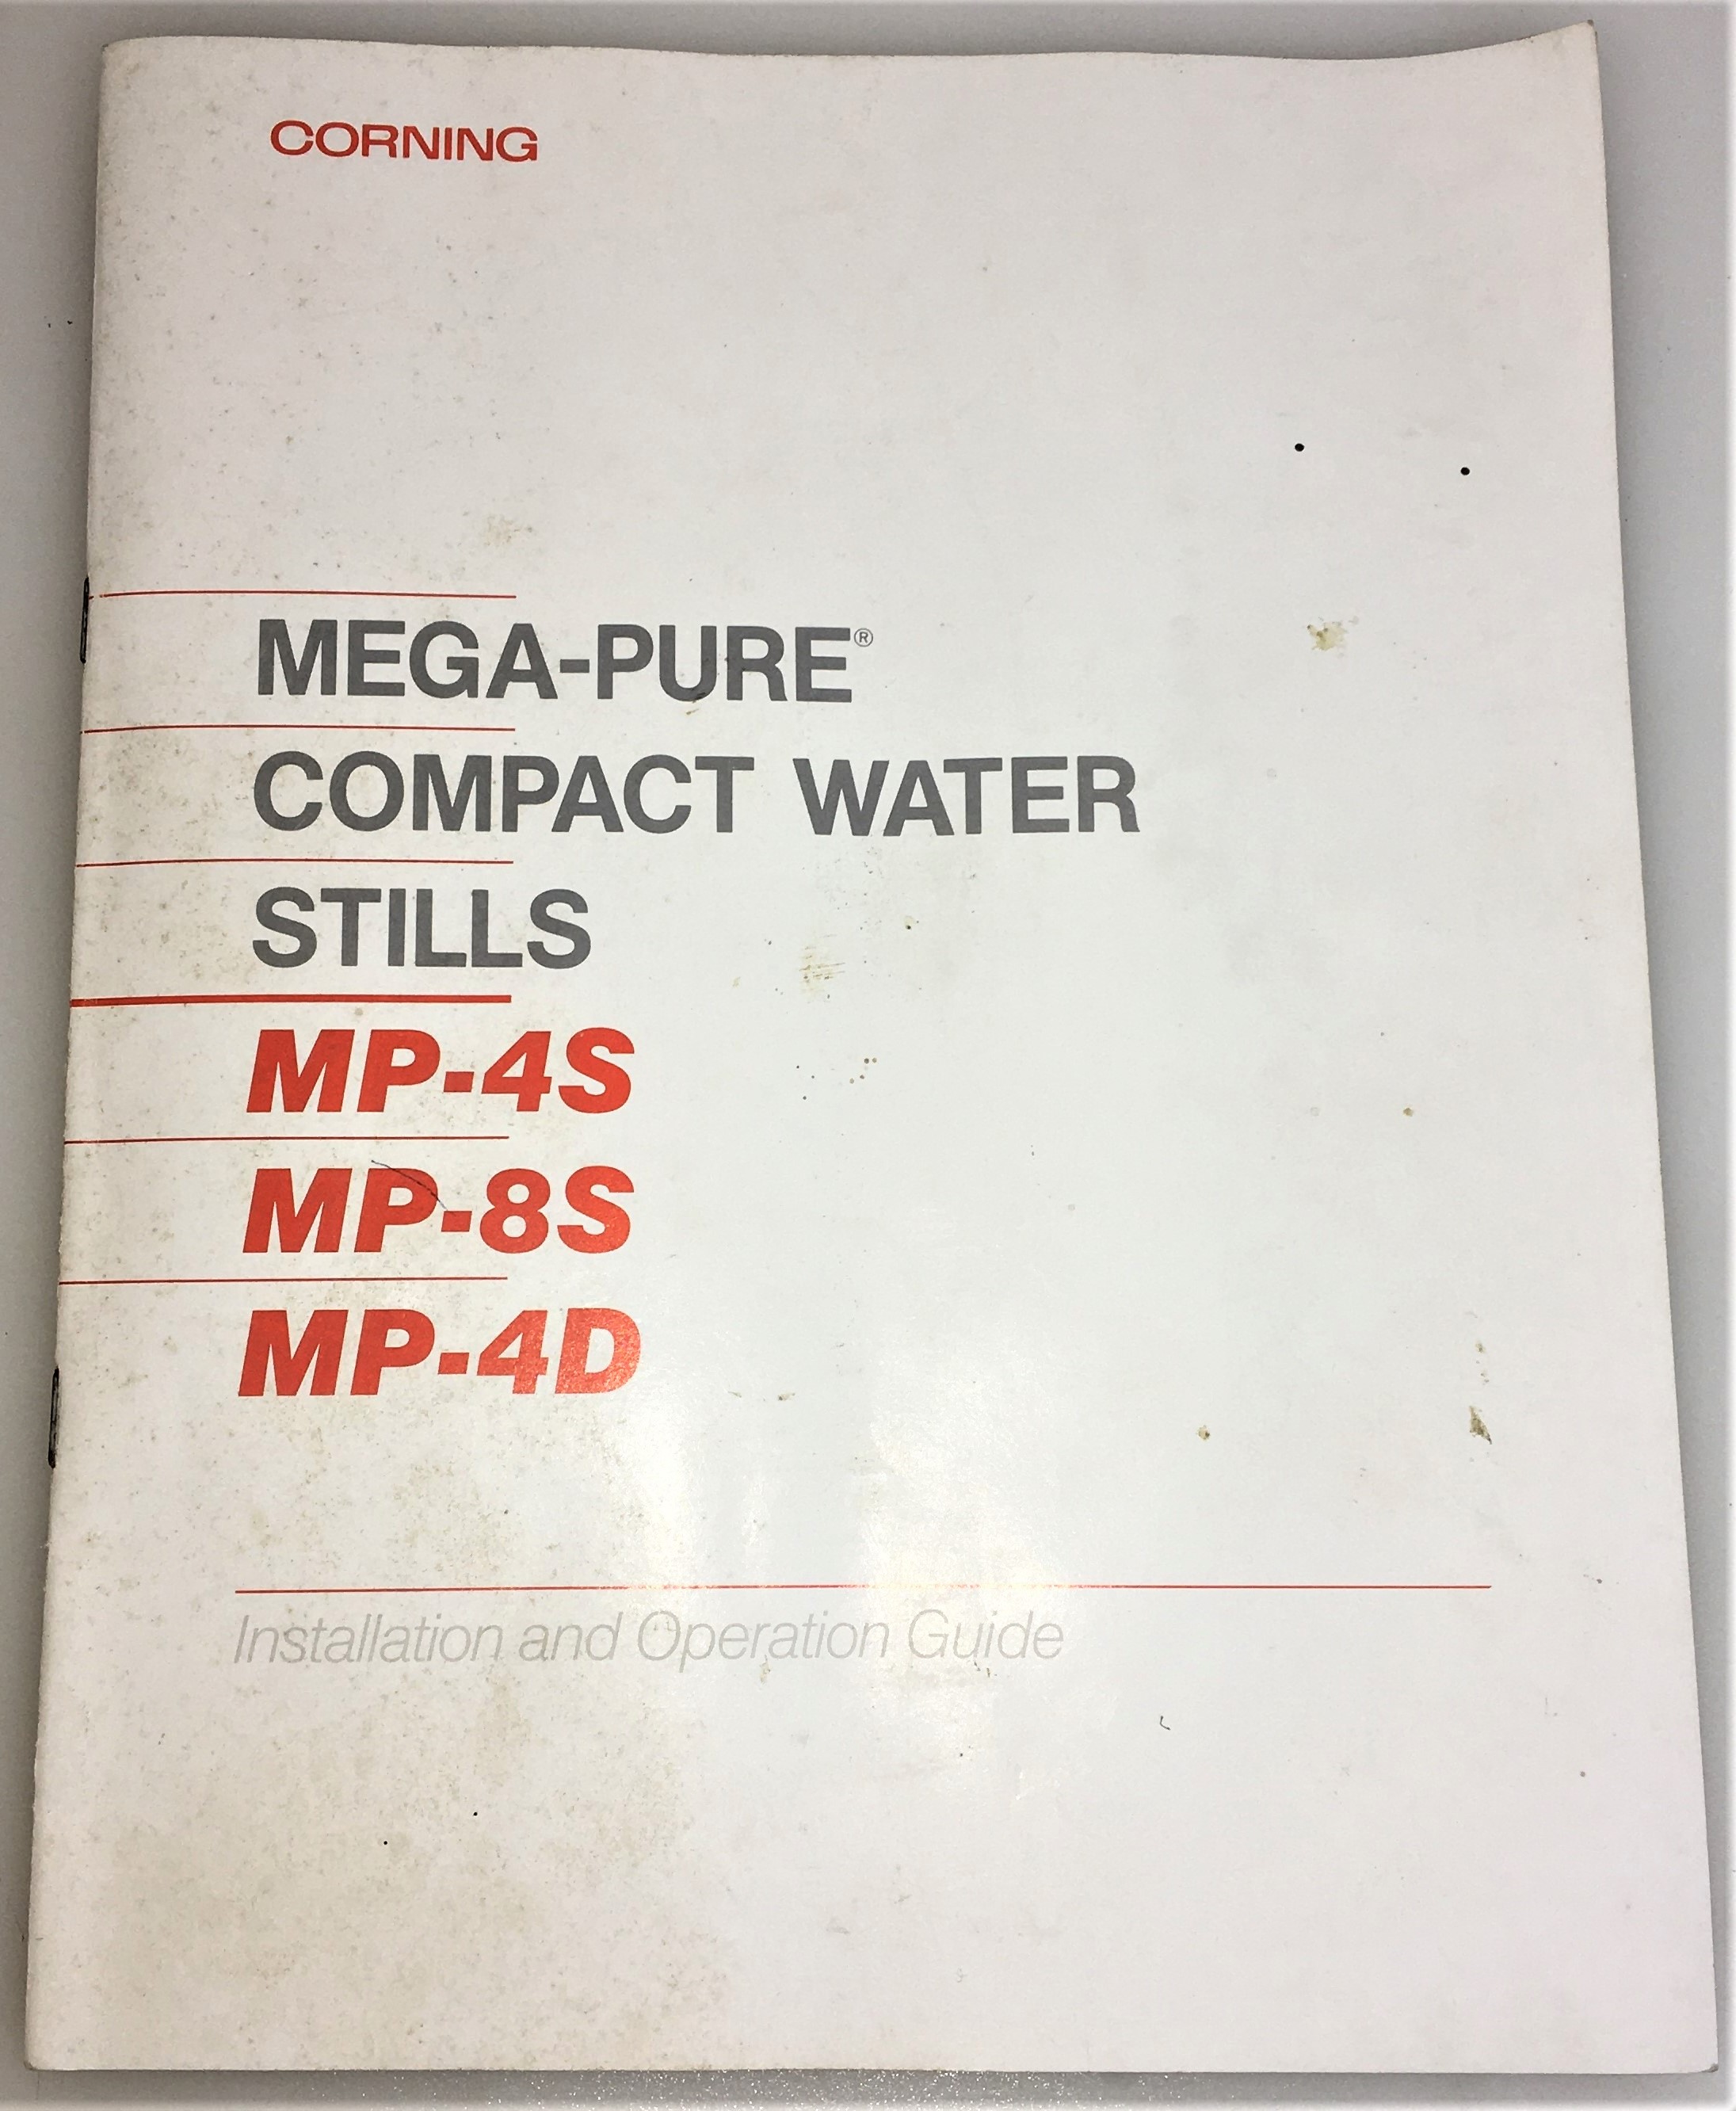 CORNING
MEGA-PURE®
COMPACT WATER
STILLS
MP-4S
MP-8S
MP-4D
Installation and Operation Guide